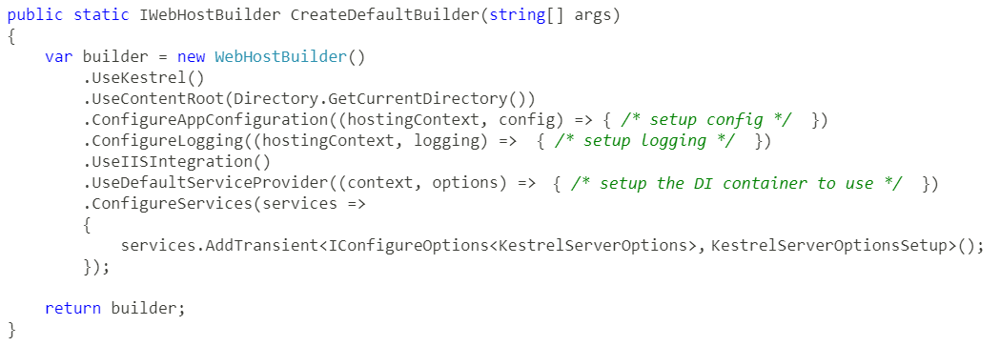 public static IWebHostBuilder CreateDefaultBuilder(string[] args)
{
    var builder = new WebHostBuilder()
        .UseKestrel()
        .UseContentRoot(Directory.GetCurrentDirectory())
        .ConfigureAppConfiguration((hostingContext, config) => { /* setup config */  })
        .ConfigureLogging((hostingContext, logging) =>  { /* setup logging */  })
        .UseIISIntegration()
        .UseDefaultServiceProvider((context, options) =>  { /* setup the DI container to use */  })
        .ConfigureServices(services =>
        {
            services.AddTransient<IConfigureOptions<KestrelServerOptions>, KestrelServerOptionsSetup>();
        });

    return builder;
}